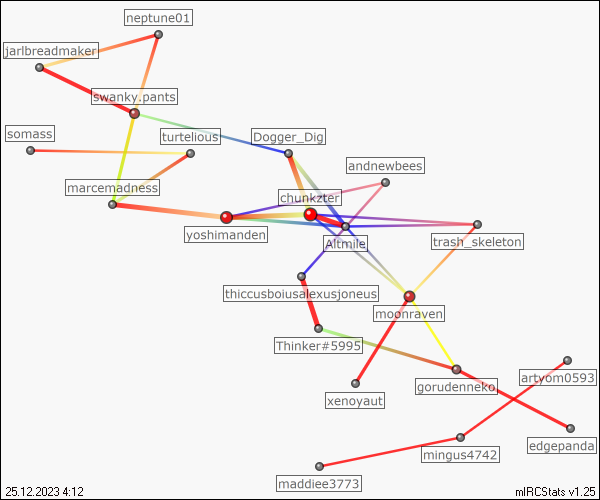 neptune01
jarlbreadmaker
swanky.pants
somass
turtelious
Dogger_Dig
andnewbees
marcemadness
chunkzter
yoshimanden
Altmile
trash_skeleton
thiccusboiusalexusjoneus
moonraven
Thinker#5995
artyom0593
gorudenneko
xenoyaut
edgepanda
mingus4742
maddiee3773
25.12.2023 4:12
mIRCStats v1.25